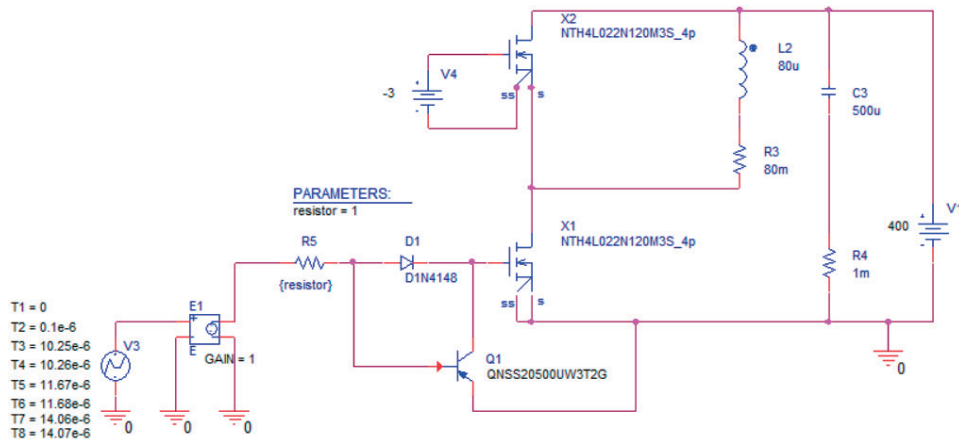 X2
NTH4L022N120M3S_4p
L2
80u
V4
-3
ss
s
C3
500u
R3
80m
PARAMETERS:
resistor = 1
X1
NTH4L022N120M3S_4p
400
R5
{resistor}
D1
D1N4148
R4
1m
ss
s
T1 = 0
T2 = 0.1e-6
T3 = 10.25e-6
T4 = 10.26e-6
T5 = 11.67e-6
T6 = 11.68e-6
T7 = 14.06e-6
T8 = 14.07e-6
V3
E1
E
GAIN = 1
Q1
QNSS20500UW3T2G
0
0
0
0